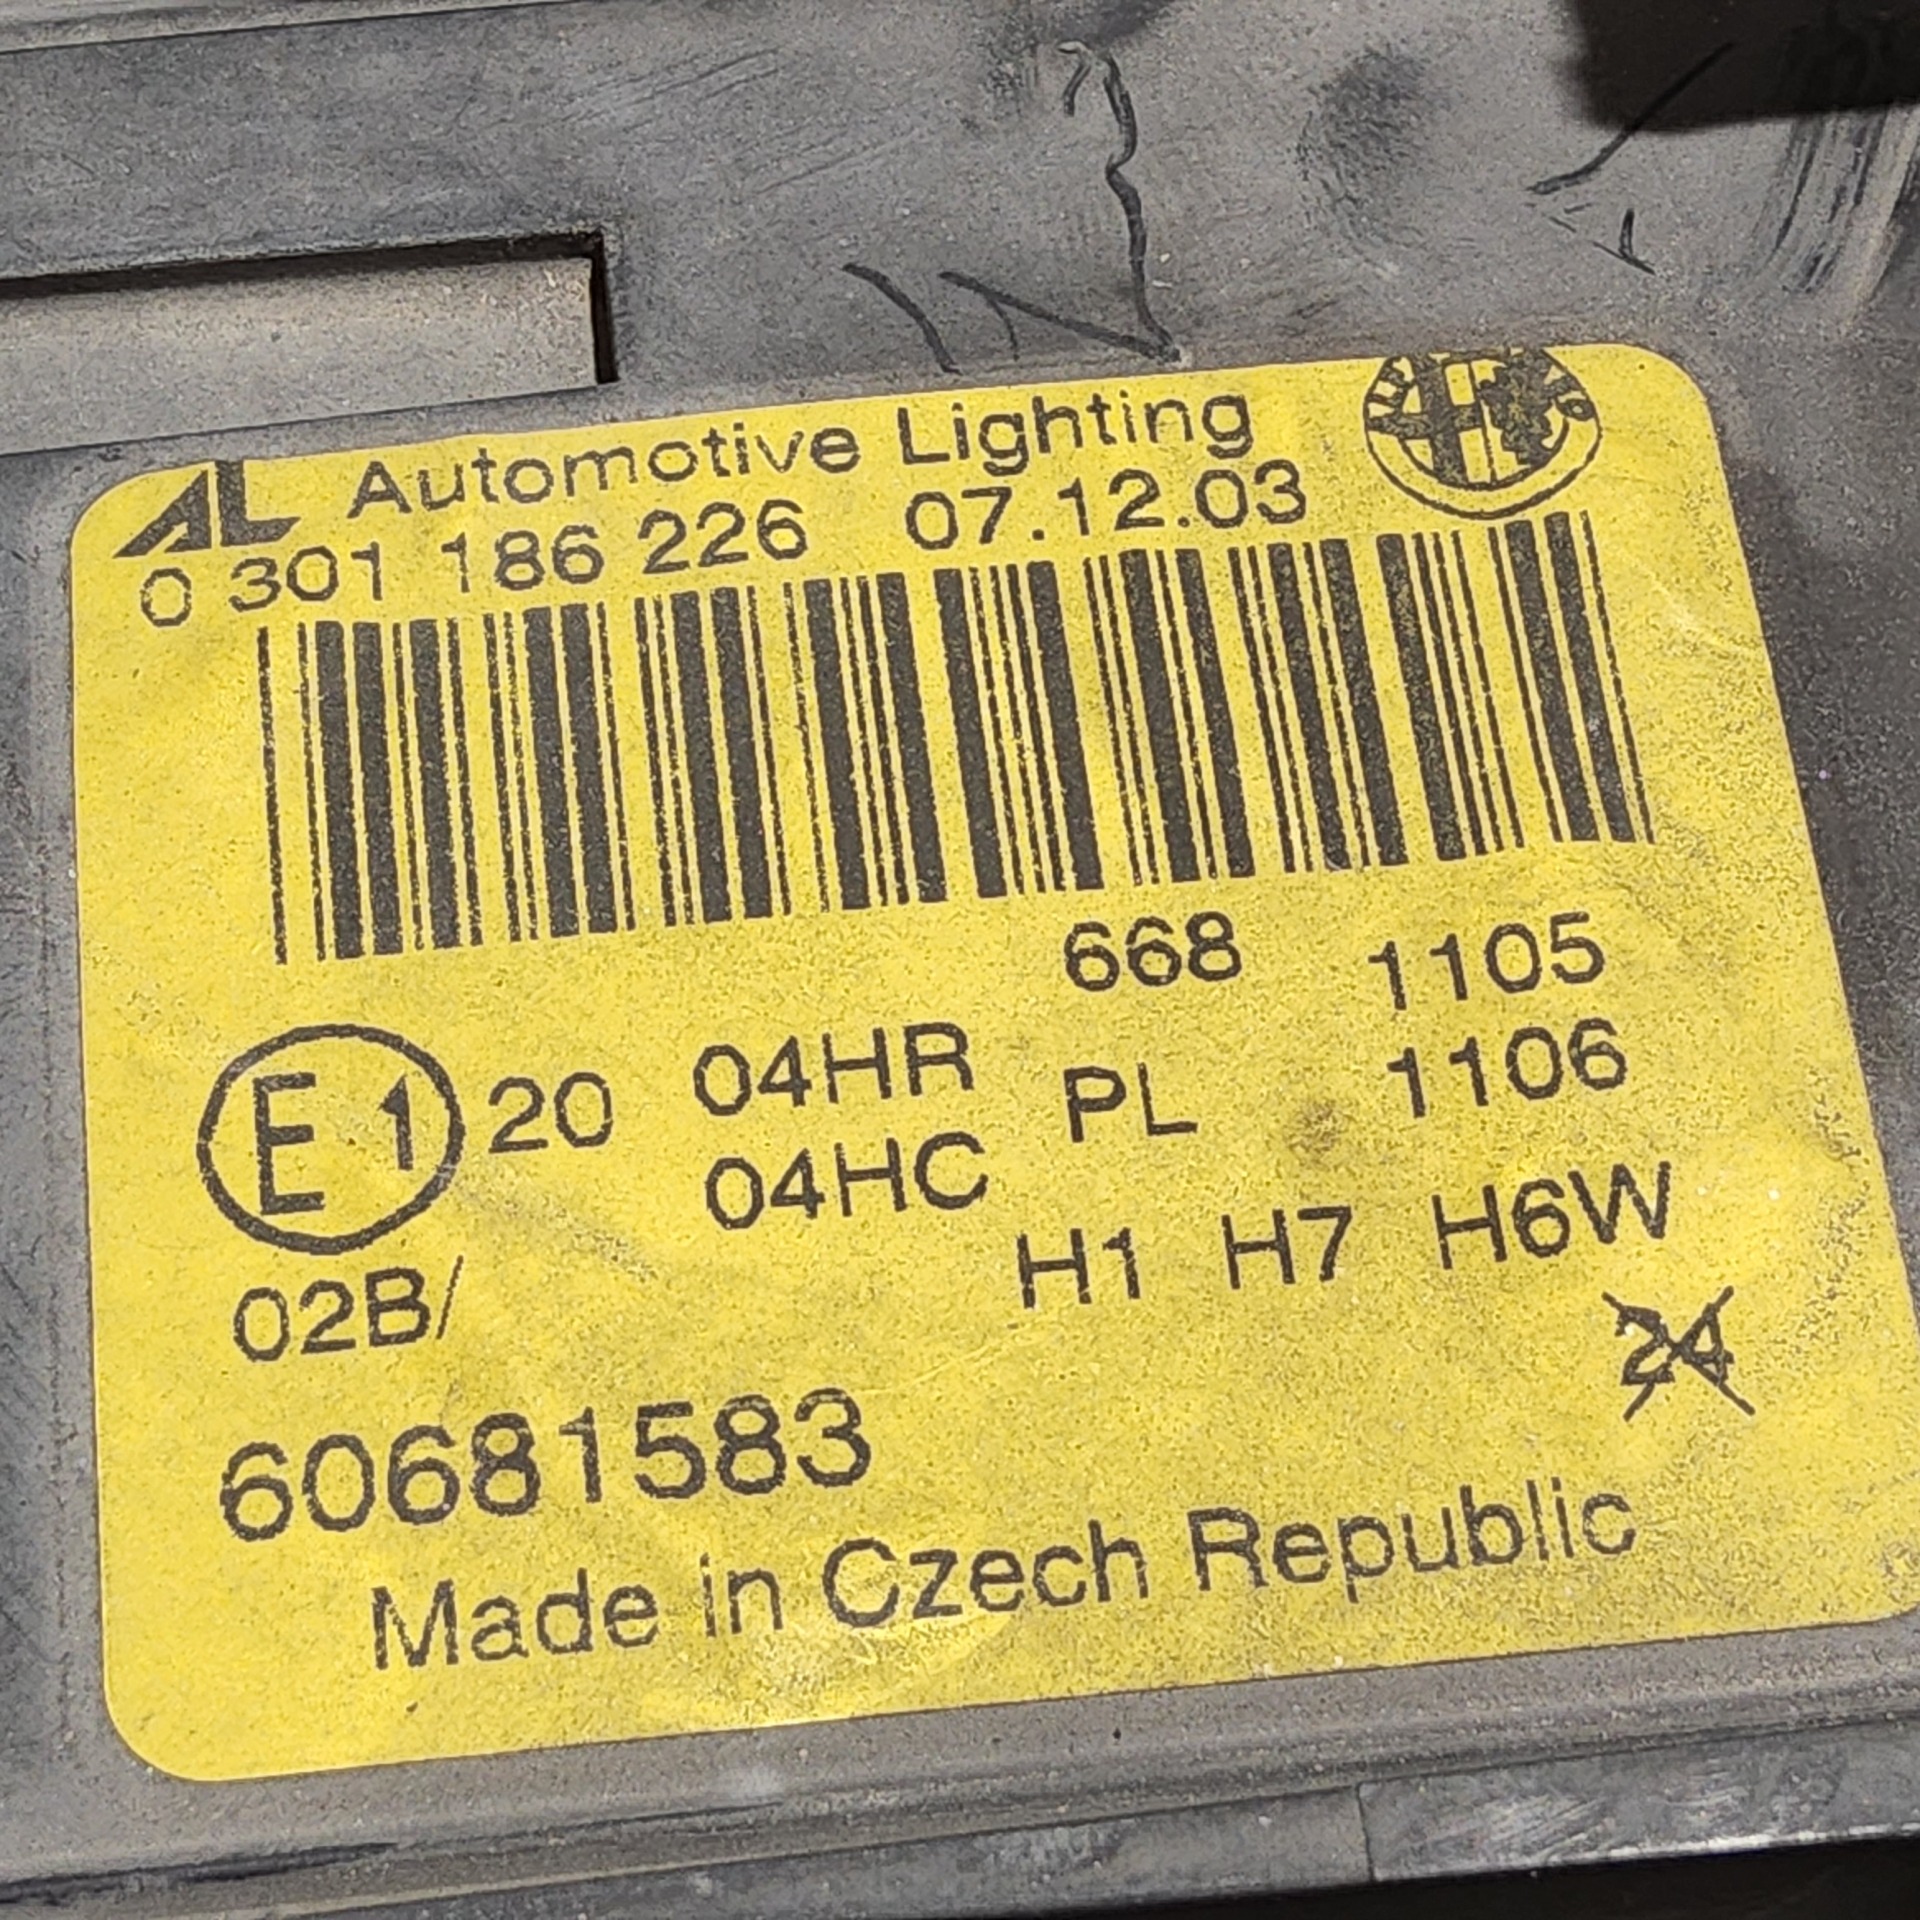 AL Automotive Lighting
0 301 186 226 07.12.03
668 1105
E1 20 04HR PL 1106
04HC
02B/ H1 H7 H6W
24
60681583
Made in Czech Republic